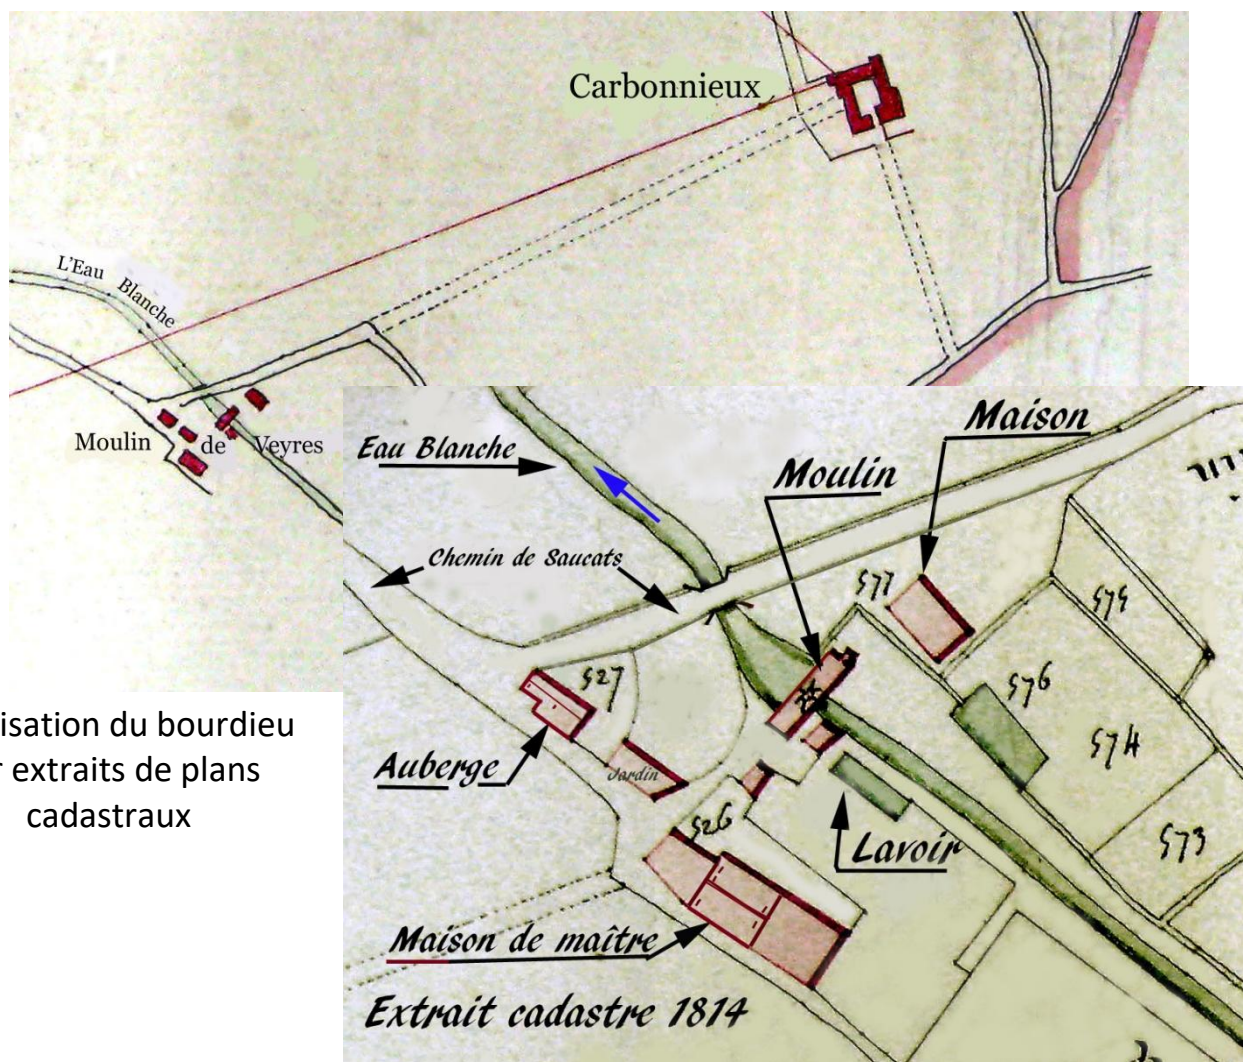 Carbonnieux
L'Eau Blanche
Moulin de Veyres
Maison
Eau Blanche
Moulin
Chemin de Saucats
577
575
527
576
574
Auberge
Jardin
526
573
Lavoir
Maison de maître
Extrait cadastre 1814
isation du bourdieu
r extraits de plans
cadastraux